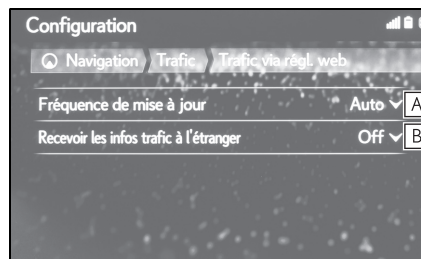 Configuration
Navigation Trafic Trafic via régl. web
Fréquence de mise à jour Auto A
Recevoir les infos trafic à l'étranger Off B